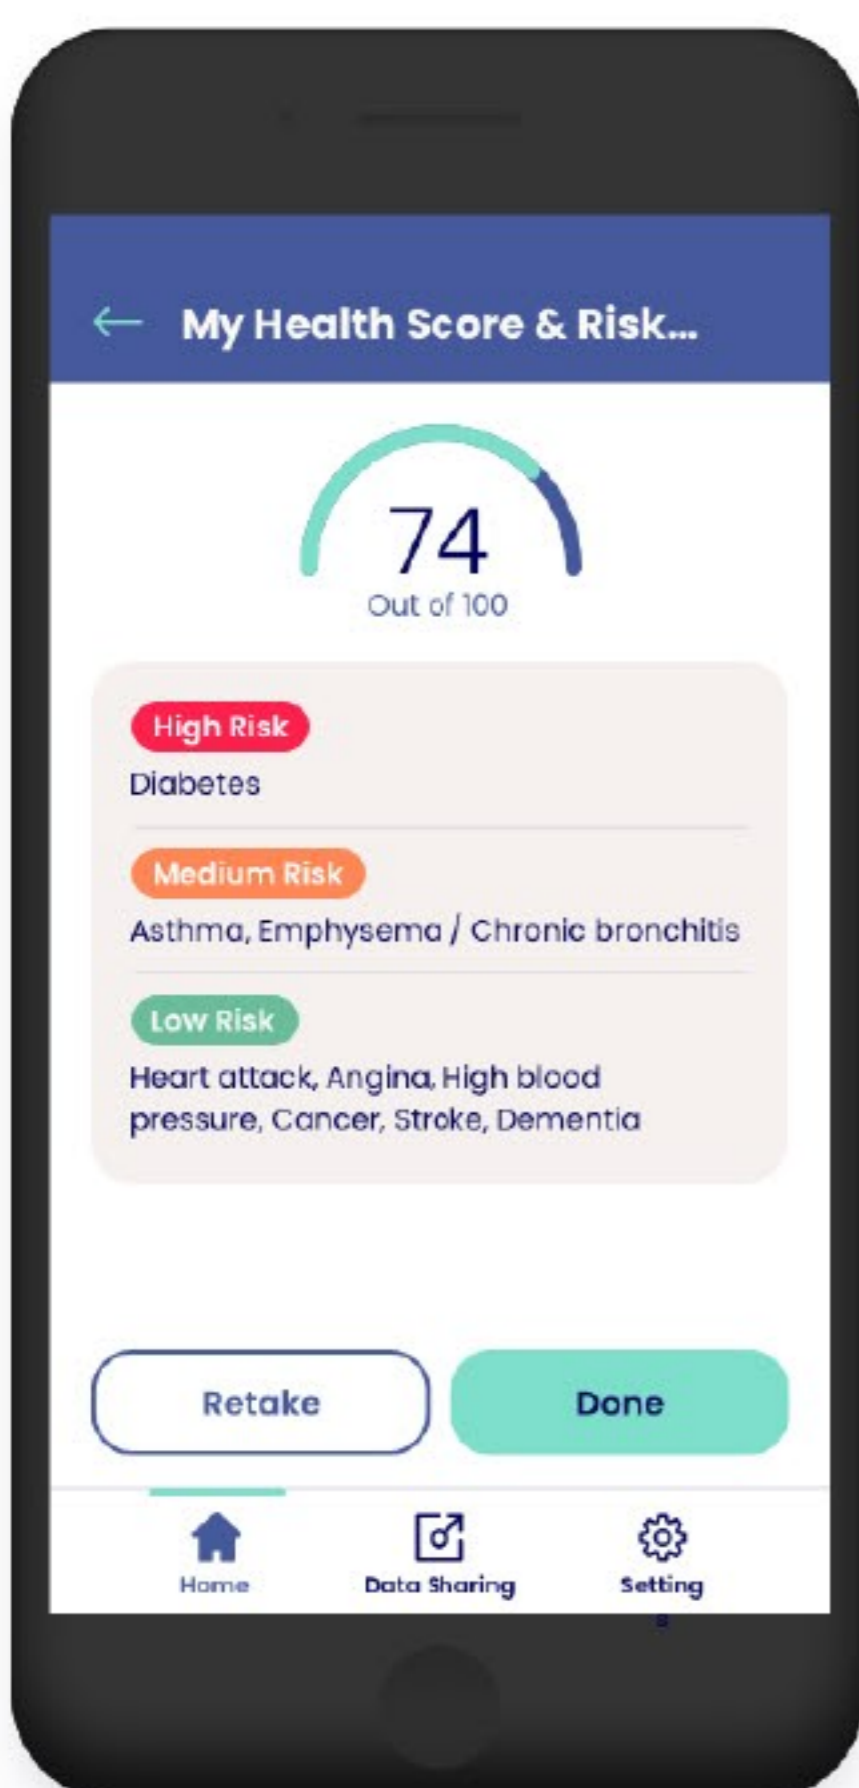 My Health Score & Risk...
74
Out of 100
High Risk
Diabetes
Medium Risk
Asthma, Emphysema / Chronic bronchitis
Low Risk
Heart attack, Angina, High blood
pressure, Cancer, Stroke, Dementia
Retake
Done
Home
Data Sharing
Setting
s